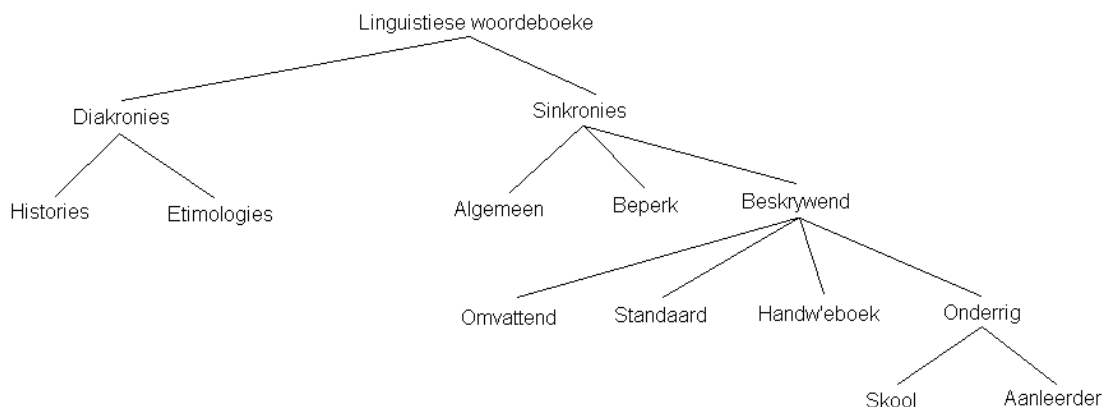 Linguistiese woordeboeke
Diakronies
Sinkronies
Histories
Etimologies
Algemeen
Beperk
Beskrywend
Omvattend
Standaard
Handw'eboek
Onderrig
Skool
Aanleerder